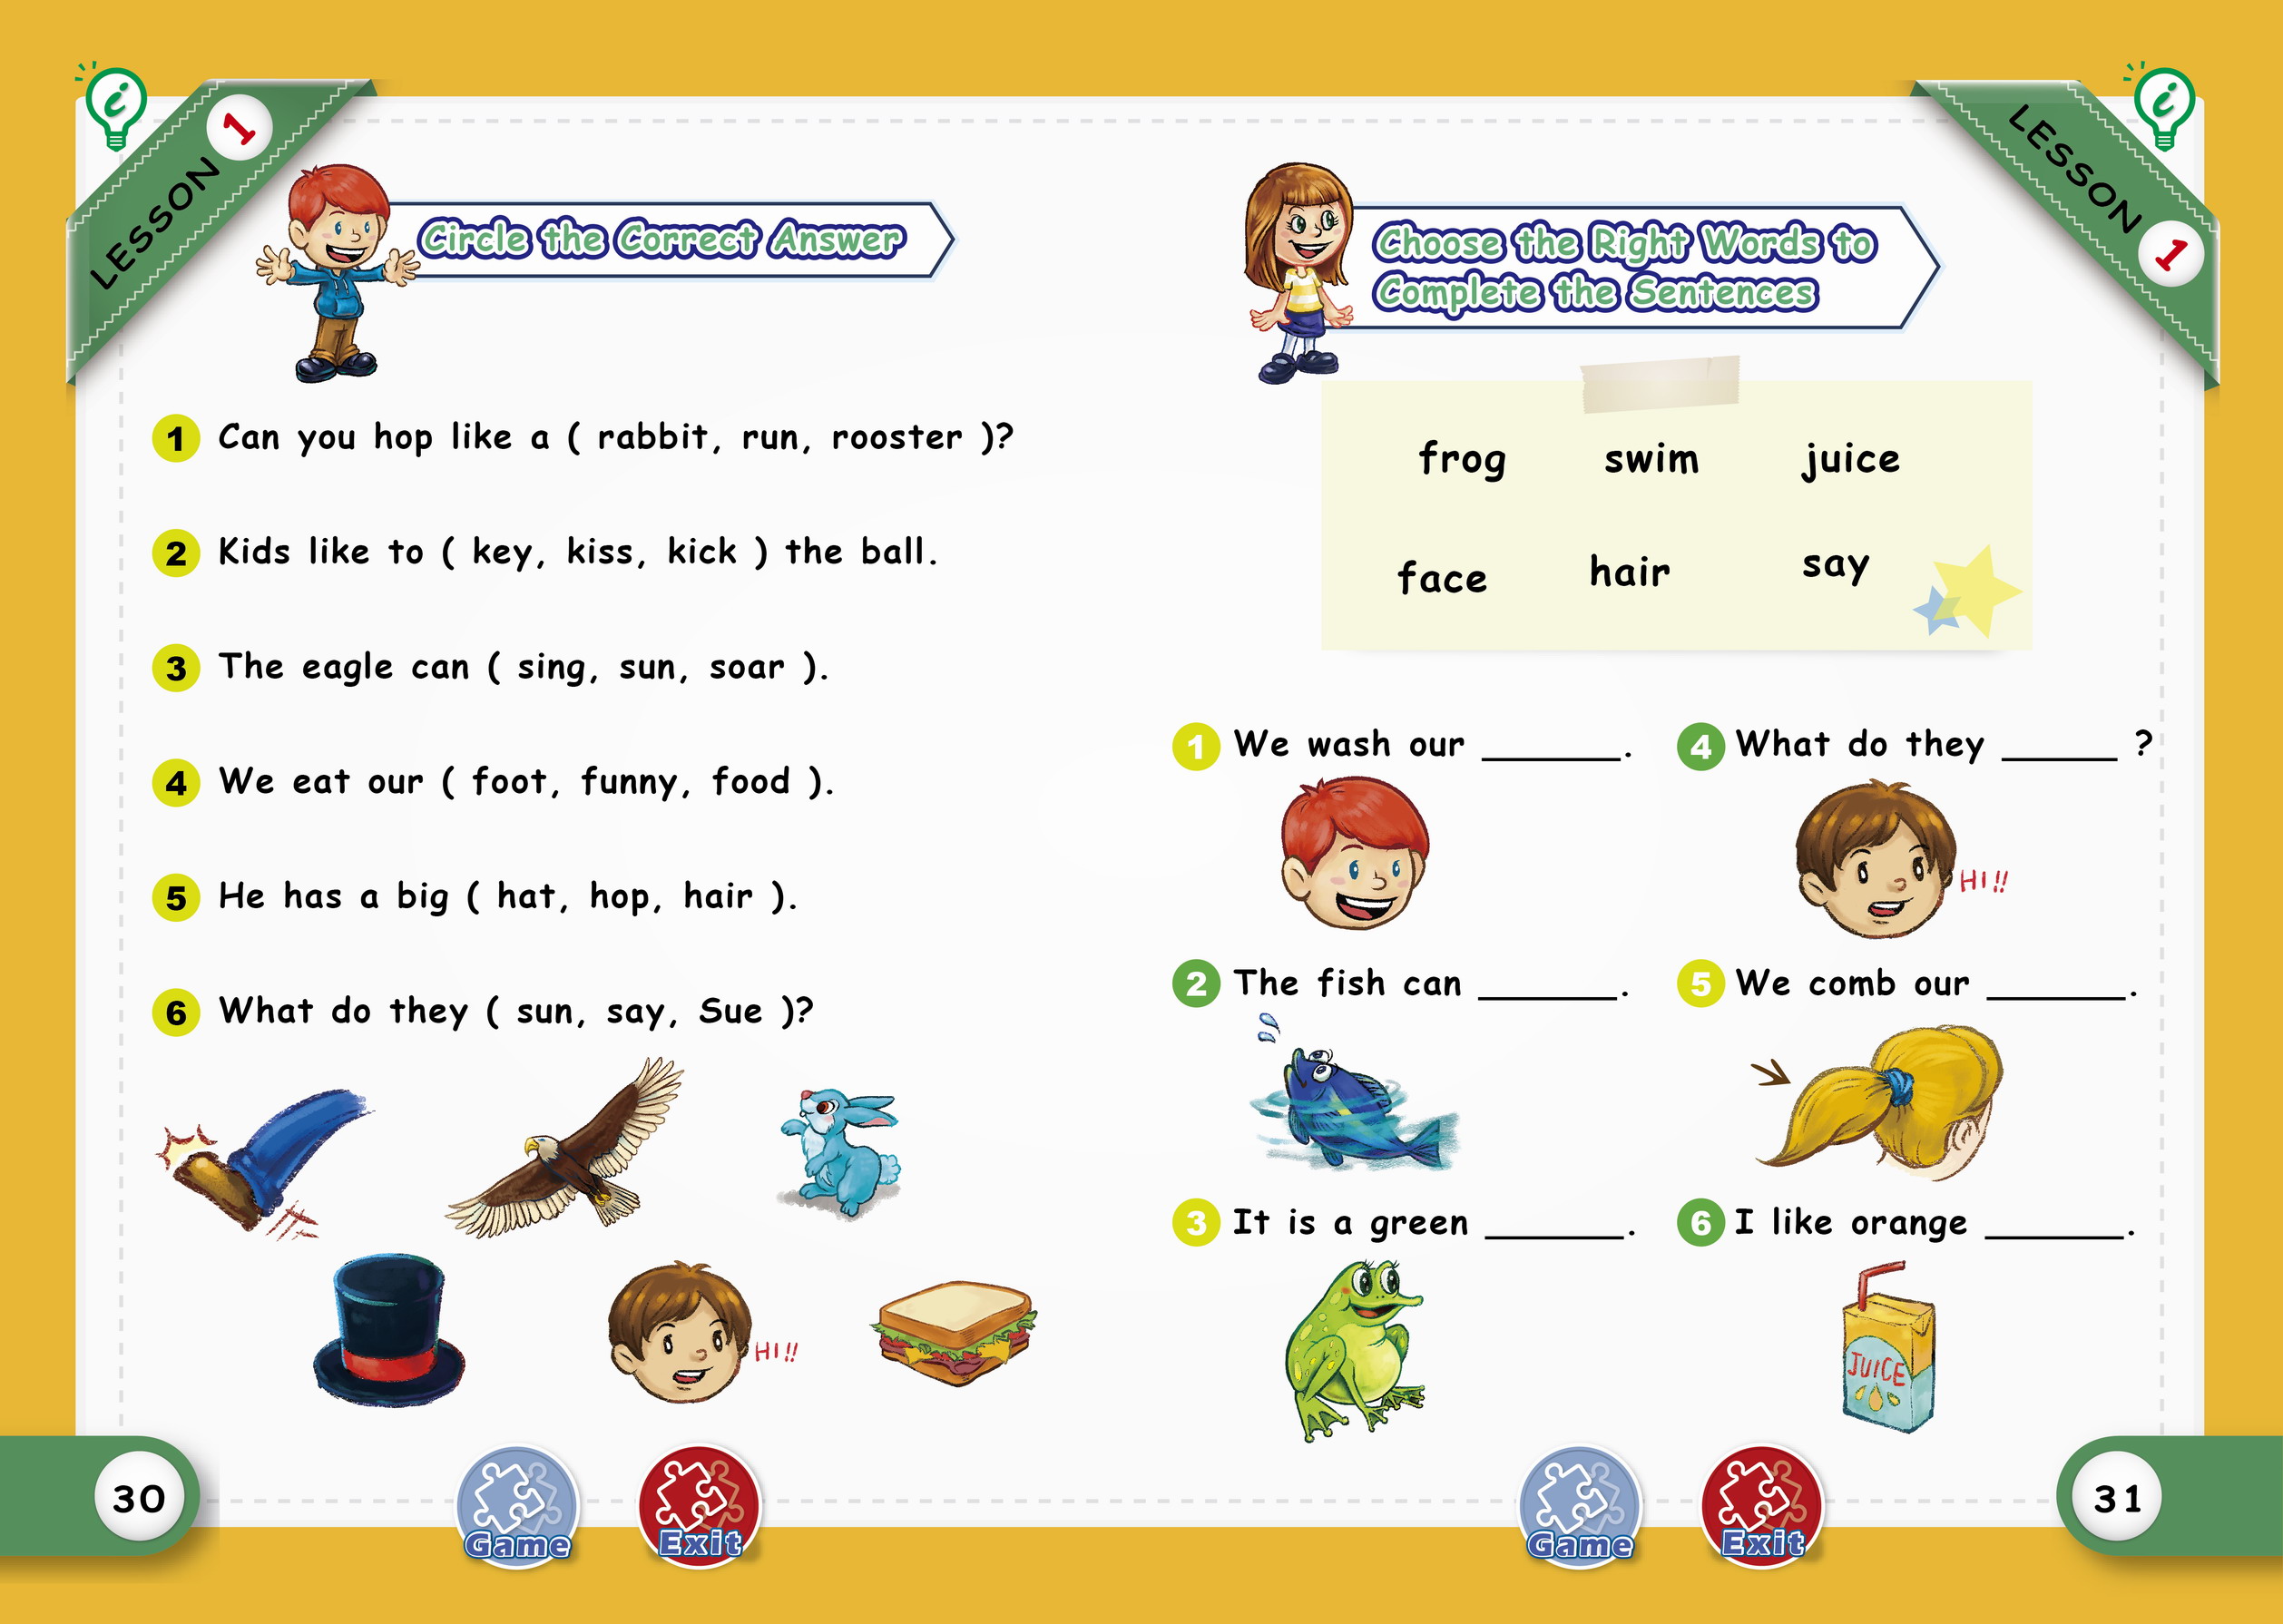 LESSON 1
Circle the Correct Answer
1 Can you hop like a ( rabbit, run, rooster )?
2 Kids like to ( key, kiss, kick ) the ball.
3 The eagle can ( sing, sun, soar ).
4 We eat our ( foot, funny, food ).
5 He has a big ( hat, hop, hair ).
6 What do they ( sun, say, Sue )?
HI!!
30
Game
Exit
LESSON 1
Choose the Right Words to
Complete the Sentences
frog swim juice
face hair say
1 We wash our ______.
2 The fish can ______.
3 It is a green ______.
4 What do they ______ ?
HI!!
5 We comb our ______.
6 I like orange ______.
JUICE
Game
Exit
31